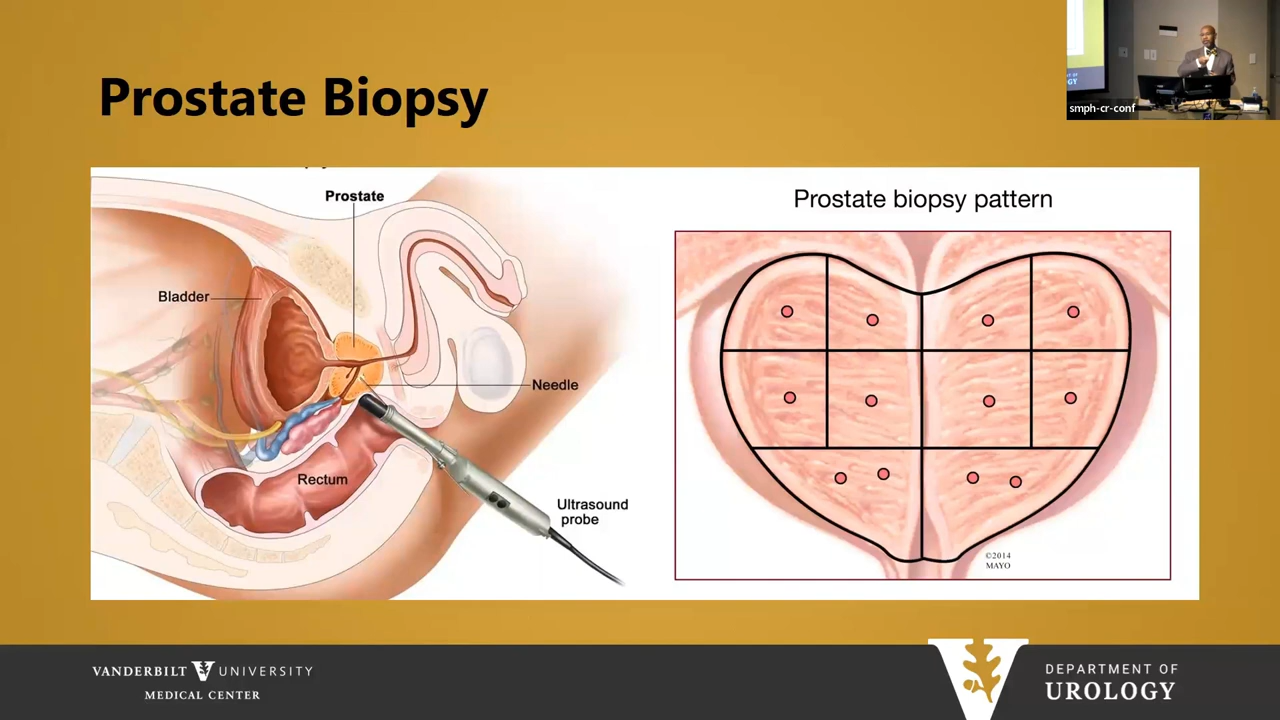 Prostate Biopsy
smph-cr-conf
Prostate
Bladder
Needle
Rectum
Ultrasound
probe
Prostate biopsy pattern
©2014
MAYO
VANDERBILT UNIVERSITY
MEDICAL CENTER
DEPARTMENT OF
UROLOGY